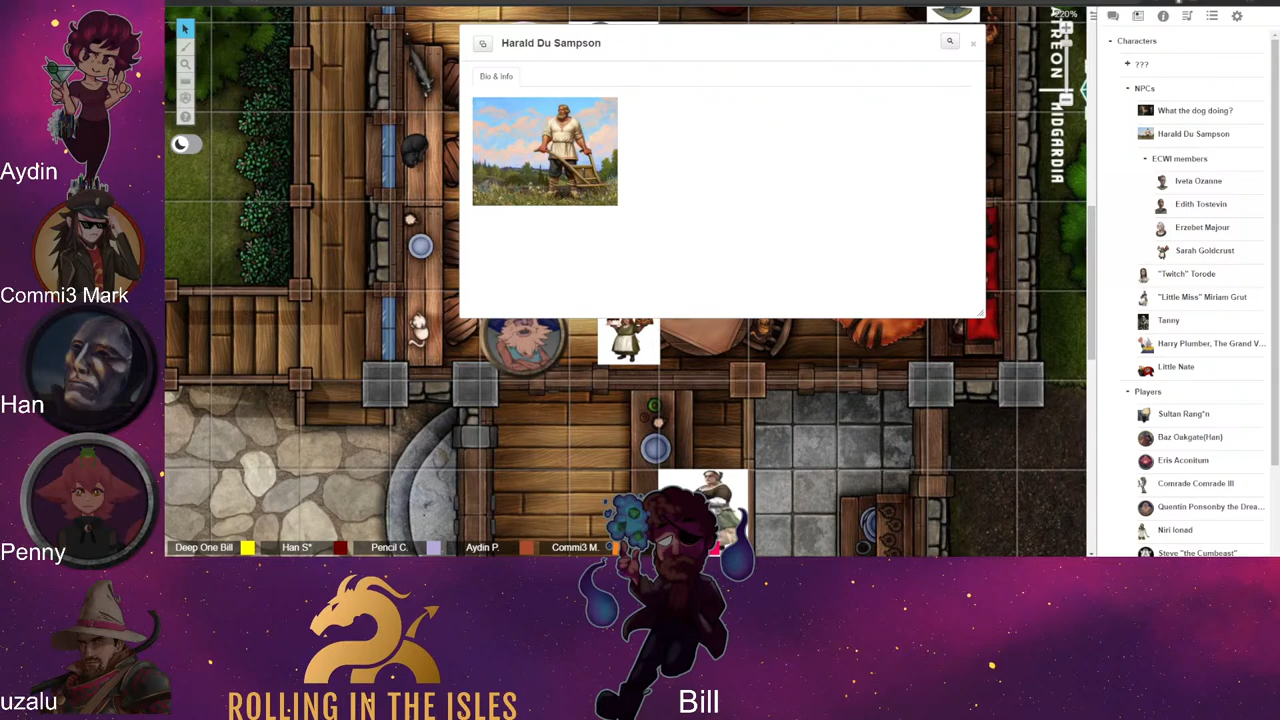 Aydin
Commi3 Mark
Han
Penny
uzalu
Harald Du Sampson
Bio & Info
220%
MIDGARDIA
Characters
???
NPCs
What the dog doing?
Harald Du Sampson
ECWI members
Iveta Ozanne
Edith Tostevin
Erzebet Majour
Sarah Goldcrust
"Twitch" Torode
"Little Miss" Miriam Grut
Tanny
Harry Plumber, The Grand V...
Little Nate
Players
Sultan Rang*n
Baz Oakgate(Han)
Eris Aconitum
Comrade Comrade III
Quentin Ponsonby the Drea...
Niri Ionad
Steve "the Cumbeast"
Deep One Bill
Han S*
Pencil C.
Aydin P.
Commi3 M.
ROLLING IN THE ISLES
Bill